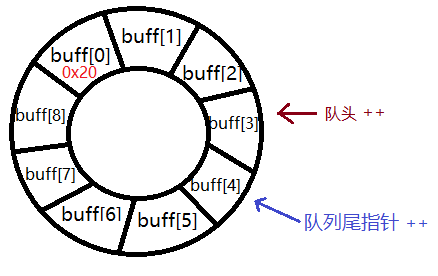 buff[0]
0x20
buff[1]
buff[2]
buff[3]
buff[4]
buff[5]
buff[6]
buff[7]
buff[8]
队头 ++
队列尾指针 ++